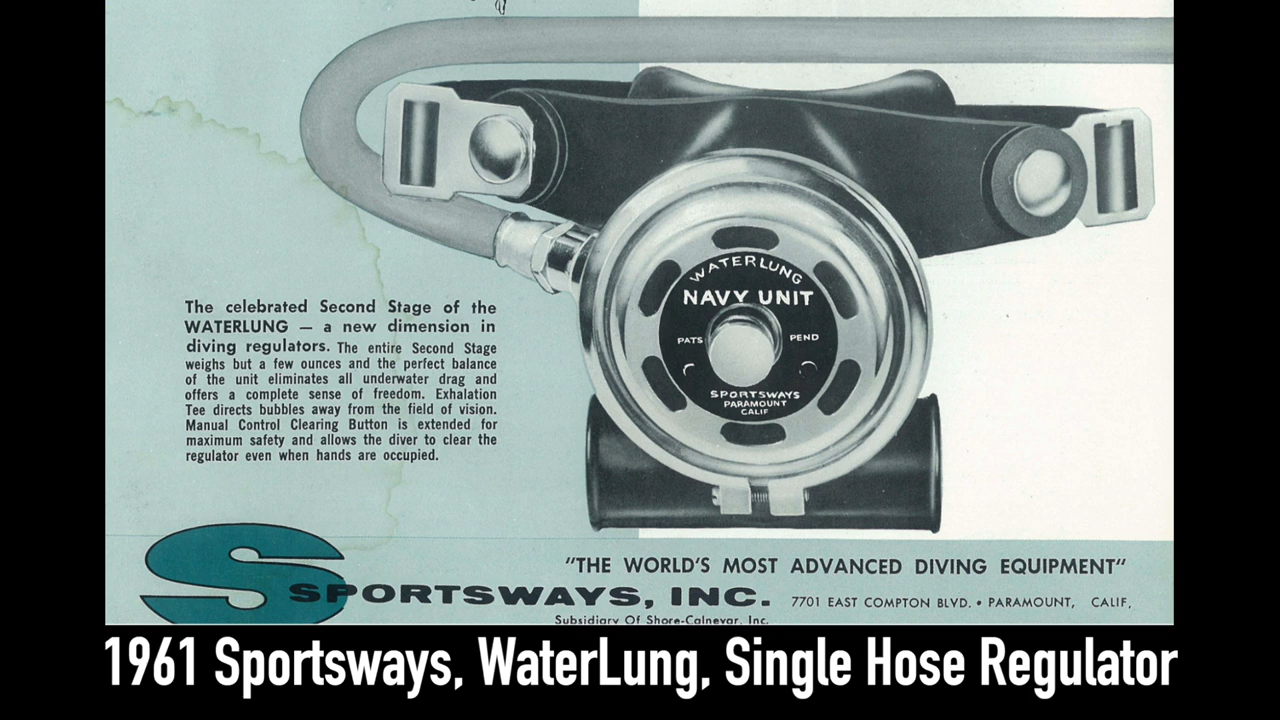 WATERLUNG
NAVY UNIT
PATS PEND
SPORTSWAYS
PARAMOUNT
CALIF
The celebrated Second Stage of the
WATERLUNG — a new dimension in
diving regulators. The entire Second Stage
weighs but a few ounces and the perfect balance
of the unit eliminates all underwater drag and
offers a complete sense of freedom. Exhalation
Tee directs bubbles away from the field of vision.
Manual Control Clearing Button is extended for
maximum safety and allows the diver to clear the
regulator even when hands are occupied.
"THE WORLD'S MOST ADVANCED DIVING EQUIPMENT"
SPORTSWAYS, INC. 7701 EAST COMPTON BLVD. • PARAMOUNT, CALIF.
Subsidiary Of Shore-Calnevar, Inc.
1961 Sportsways, WaterLung, Single Hose Regulator